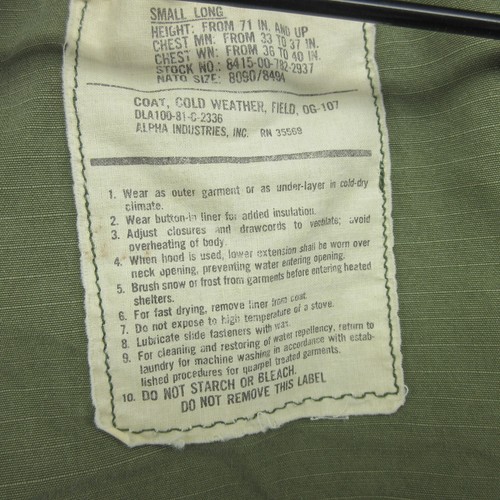 SMALL LONG
HEIGHT: FROM 71 IN. AND UP
CHEST MN: FROM 33 TO 37 IN.
CHEST WN: FROM 36 TO 40 IN.
STOCK NO.: 8415-00-782-2937
NATO SIZE: 8090/8494
COAT, COLD WEATHER, FIELD, OG-107
DLA100-81-C-2336
ALPHA INDUSTRIES, INC. RN 35569
1. Wear as outer garment or as under-layer in cold-dry
climate.
2. Wear button-in liner for added insulation.
3. Adjust closures and drawcords to ventilate; avoid
overheating of body.
4. When hood is used, lower extension shall be worn over
neck opening, preventing water entering opening.
5. Brush snow or frost from garments before entering heated
shelters.
6. For fast drying, remove liner from coat.
7. Do not expose to high temperature of a stove.
8. Lubricate slide fasteners with wax.
9. For cleaning and restoring of water repellency, return to
laundry for machine washing in accordance with estab-
lished procedures for quarpel treated garments.
10. DO NOT STARCH OR BLEACH.
DO NOT REMOVE THIS LABEL